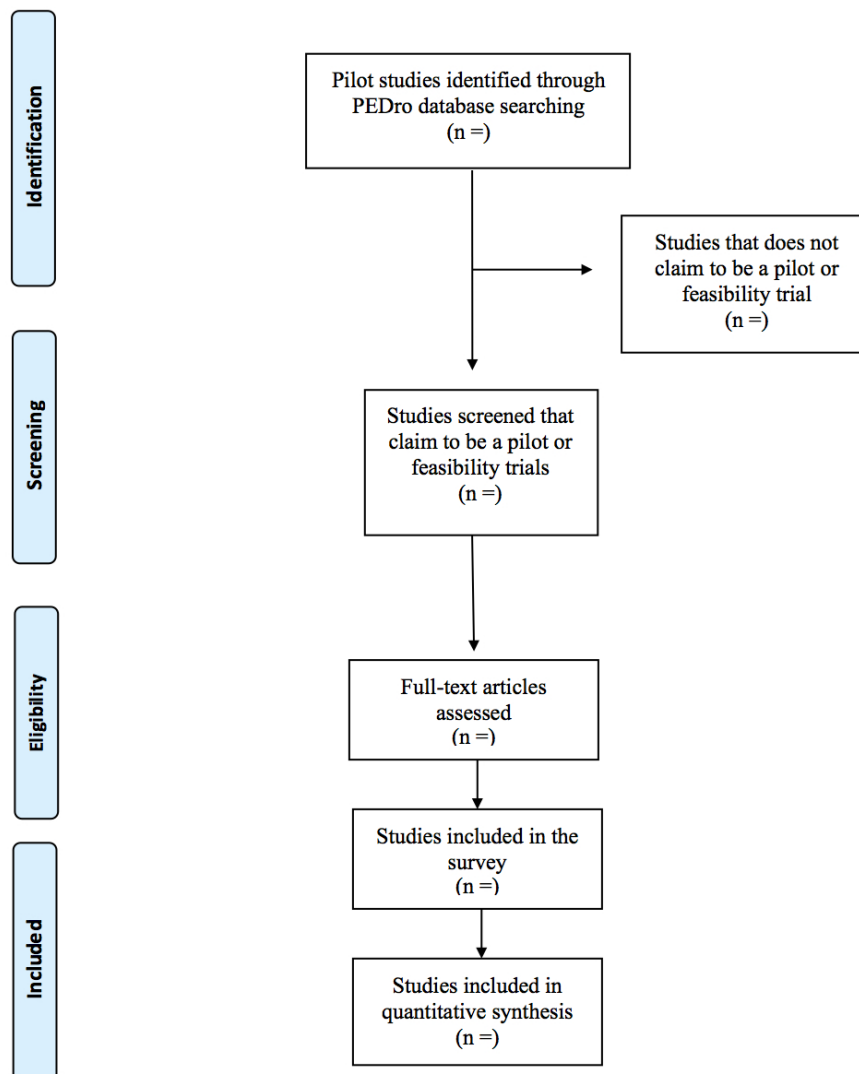 Identification
Pilot studies identified through
PEDro database searching
(n =)
Studies that does not
claim to be a pilot or
feasibility trial
(n =)
Screening
Studies screened that
claim to be a pilot or
feasibility trials
(n =)
Eligibility
Full-text articles
assessed
(n =)
Included
Studies included in the
survey
(n =)
Studies included in
quantitative synthesis
(n =)